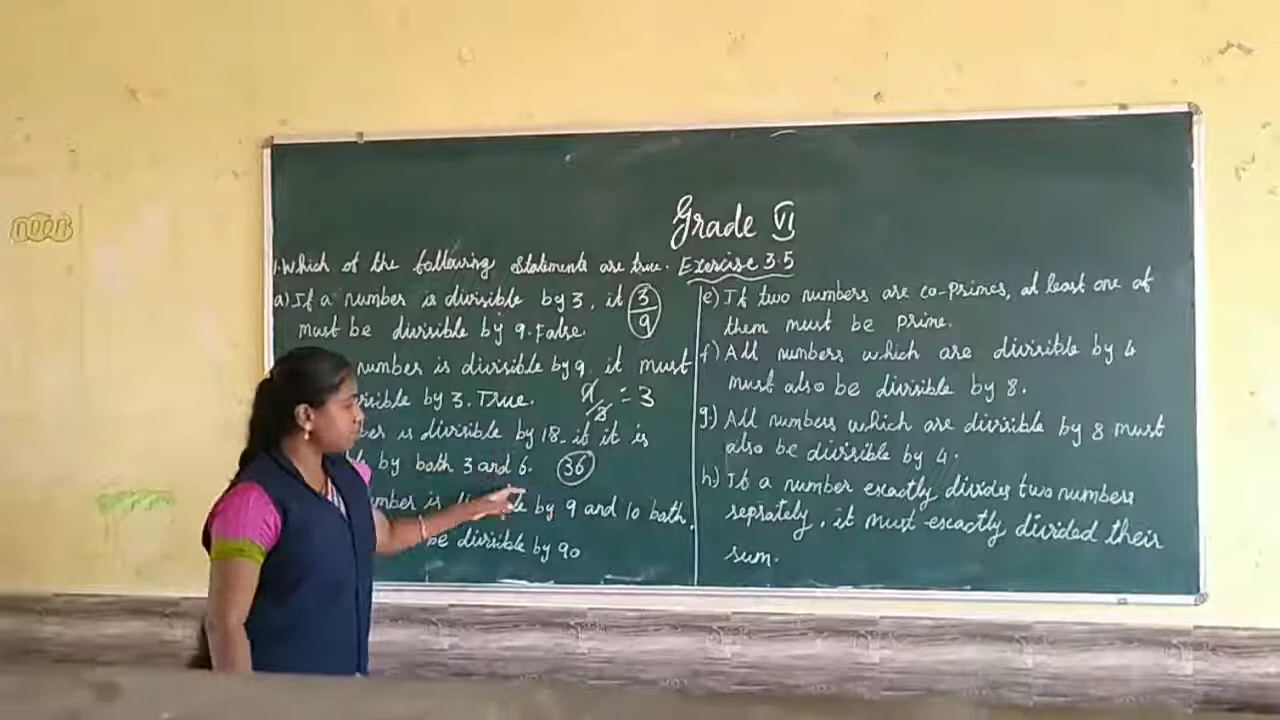 Grade VI
1. Which of the following Statements are true. Exercise 3.5
a) If a number is divisible by 3, it
must be divisible by 9. False.
3
9
number is divisible by 9, it must
by 3. True.
9/3 = 3
is divisible by 18. if it is
by both 3 and 6. 36
by 9 and 10 both,
be divisible by 90
e) If two numbers are co-primes, at least one of
them must be prime.
f) All numbers which are divisible by 4
must also be divisible by 8.
g) All numbers which are divisible by 8 must
also be divisible by 4.
h) If a number exactly divides two numbers
seprately, it must escactly divided their
sum.